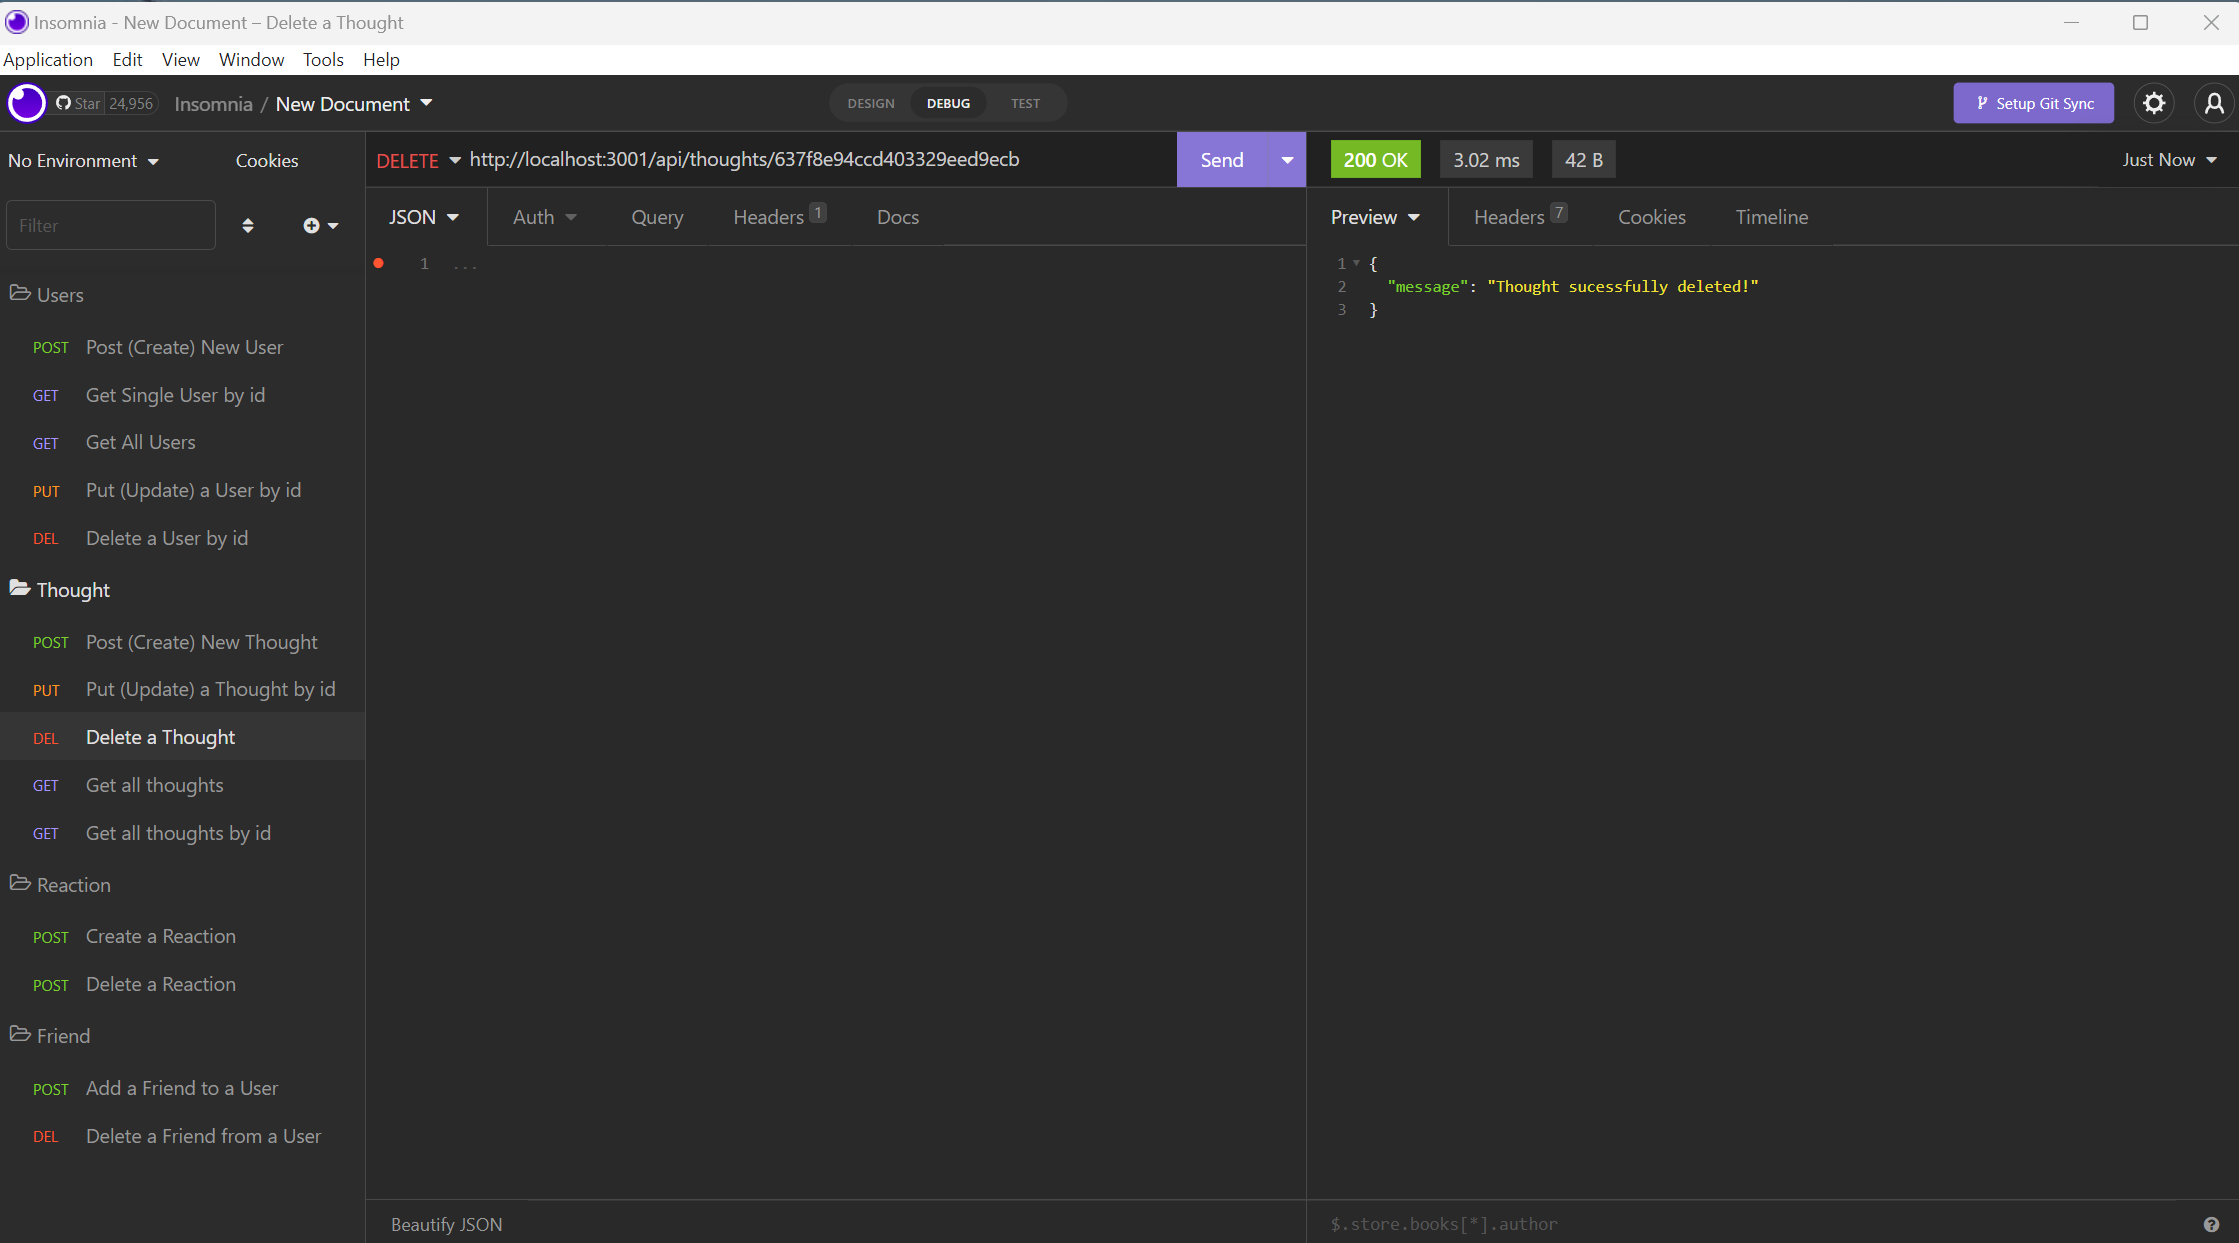 Insomnia - New Document – Delete a Thought
Application Edit View Window Tools Help
Star 24,956 Insomnia / New Document DESIGN DEBUG TEST Setup Git Sync
No Environment Cookies
DELETE http://localhost:3001/api/thoughts/637f8e94ccd403329eed9ecb Send
200 OK 3.02 ms 42 B Just Now
Filter
JSON Auth Query Headers 1 Docs
Preview Headers 7 Cookies Timeline
1 ...
1 {
2 "message": "Thought sucessfully deleted!"
3 }
Users
POST Post (Create) New User
GET Get Single User by id
GET Get All Users
PUT Put (Update) a User by id
DEL Delete a User by id
Thought
POST Post (Create) New Thought
PUT Put (Update) a Thought by id
DEL Delete a Thought
GET Get all thoughts
GET Get all thoughts by id
Reaction
POST Create a Reaction
POST Delete a Reaction
Friend
POST Add a Friend to a User
DEL Delete a Friend from a User
Beautify JSON
$.store.books[*].author